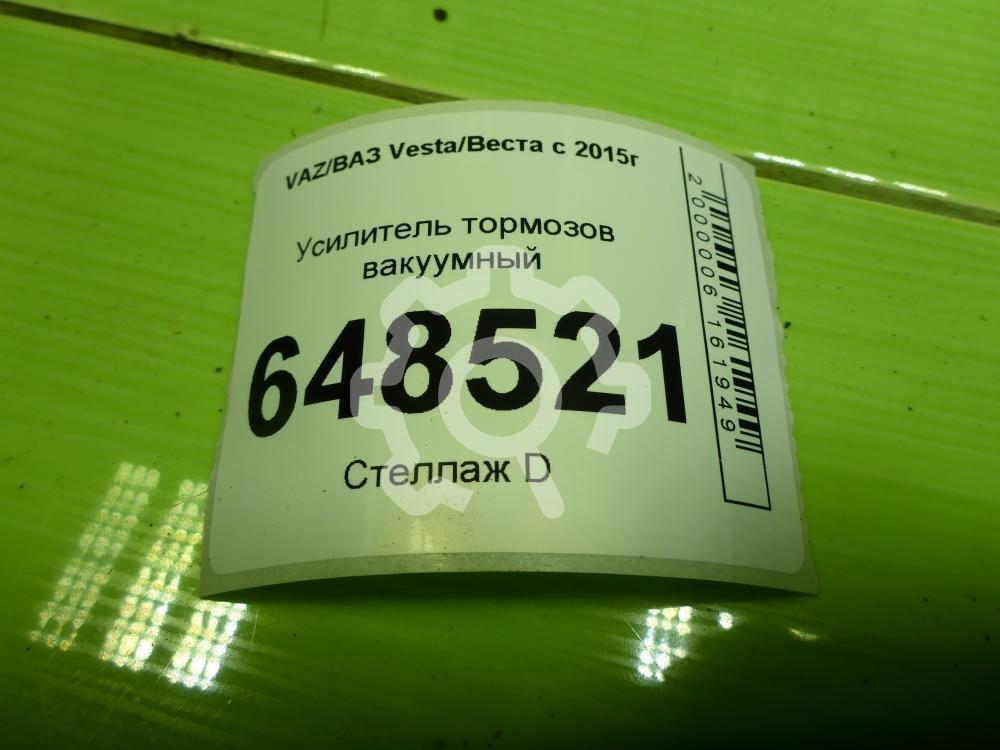 VAZ/ВАЗ Vesta/Веста с 2015г
Усилитель тормозов
вакуумный
648521
Стеллаж D
2000006161949